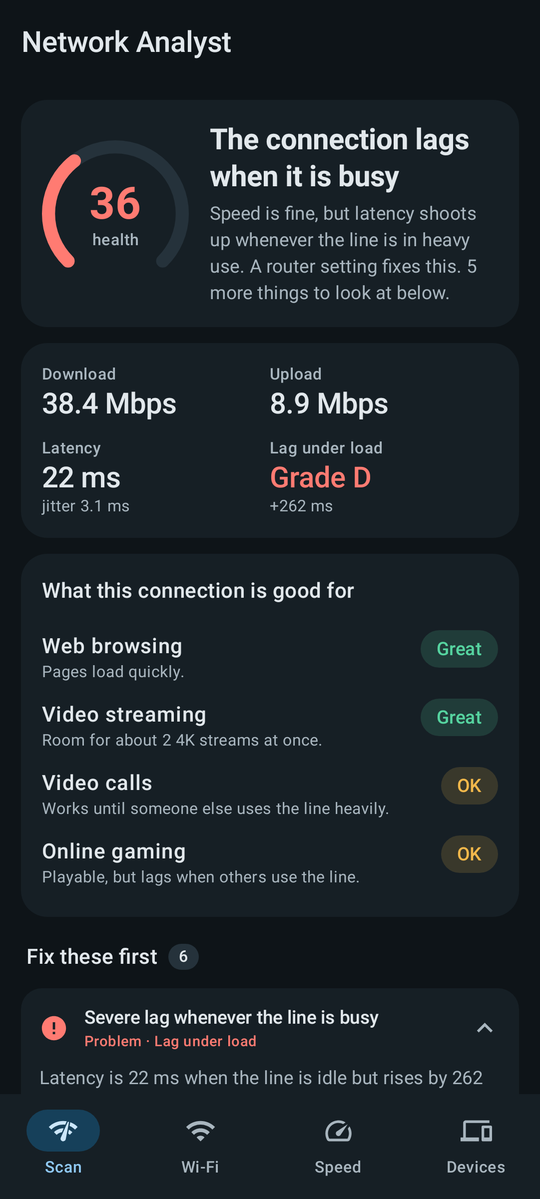 Network Analyst
36
health
The connection lags
when it is busy
Speed is fine, but latency shoots
up whenever the line is in heavy
use. A router setting fixes this. 5
more things to look at below.
Download
38.4 Mbps
Upload
8.9 Mbps
Latency
22 ms
jitter 3.1 ms
Lag under load
Grade D
+262 ms
What this connection is good for
Web browsing
Pages load quickly.
Great
Video streaming
Room for about 2 4K streams at once.
Great
Video calls
Works until someone else uses the line heavily.
OK
Online gaming
Playable, but lags when others use the line.
OK
Fix these first 6
Severe lag whenever the line is busy
Problem · Lag under load
Latency is 22 ms when the line is idle but rises by 262
Scan
Wi-Fi
Speed
Devices